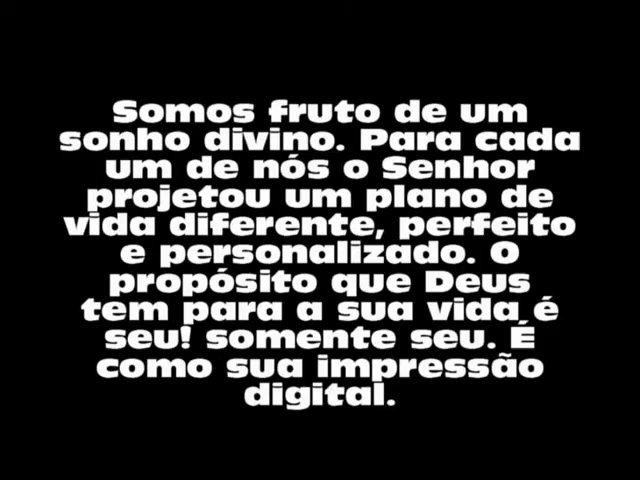 Somos fruto de um
sonho divino. Para cada
um de nós o Senhor
projetou um plano de
vida diferente, perfeito
e personalizado. O
propósito que Deus
tem para a sua vida é
seu! somente seu. É
como sua impressão
digital.